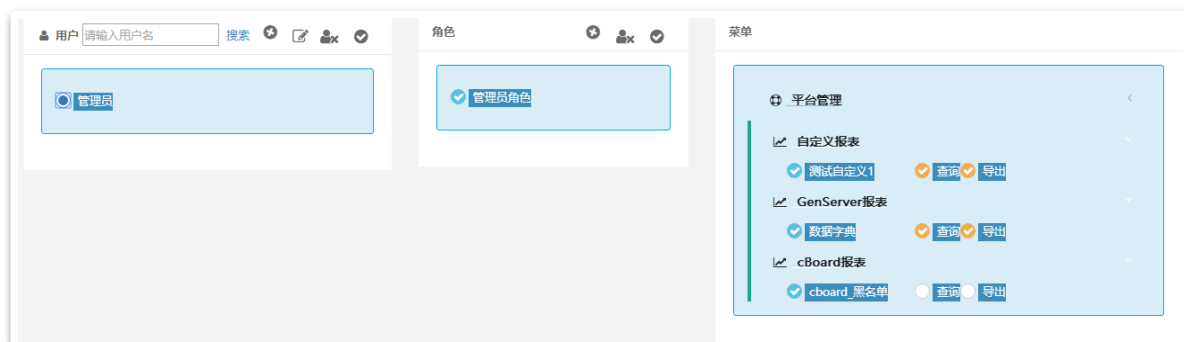 用户 请输入用户名 搜索
管理员
角色
管理员角色
菜单
平台管理
自定义报表
测试自定义1 查询 导出
GenServer报表
数据字典 查询 导出
cBoard报表
cboard_黑名单 查询 导出